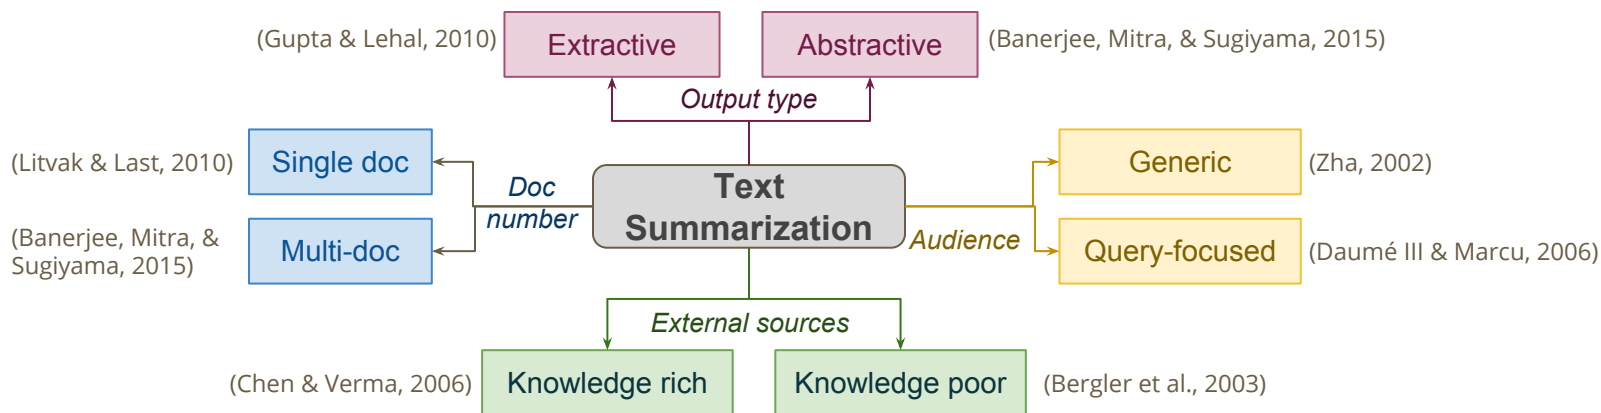 (Gupta & Lehal, 2010)
Extractive
Abstractive
(Banerjee, Mitra, & Sugiyama, 2015)
Output type
(Litvak & Last, 2010)
Single doc
Doc
number
Text
Summarization
Generic
(Zha, 2002)
(Banerjee, Mitra, &
Sugiyama, 2015)
Multi-doc
Audience
Query-focused
(Daumé III & Marcu, 2006)
External sources
(Chen & Verma, 2006)
Knowledge rich
Knowledge poor
(Bergler et al., 2003)